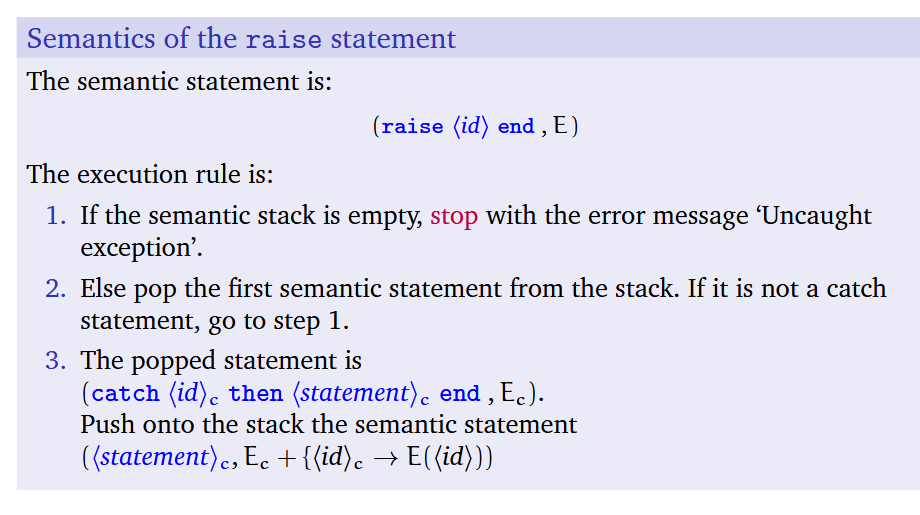 Semantics of the raise statement
The semantic statement is:
(raise ⟨id⟩ end , E)
The execution rule is:
1. If the semantic stack is empty, stop with the error message ‘Uncaught
exception’.
2. Else pop the first semantic statement from the stack. If it is not a catch
statement, go to step 1.
3. The popped statement is
(catch ⟨id⟩c then ⟨statement⟩c end , Ec).
Push onto the stack the semantic statement
(⟨statement⟩c, Ec + {⟨id⟩c → E(⟨id⟩))